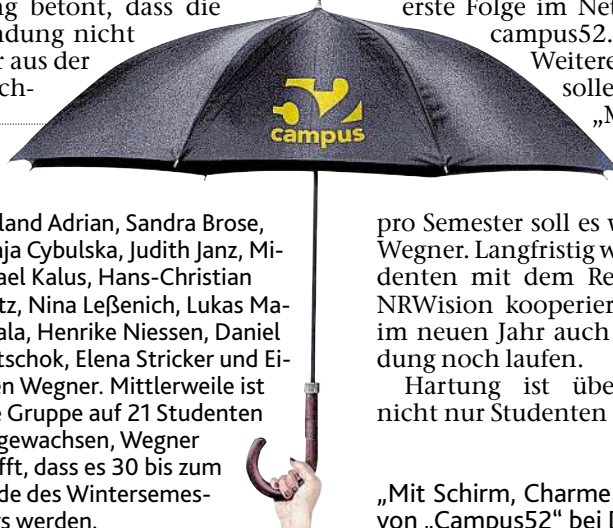 ng betont, dass die
ndung nicht
r aus der
ch-
52
campus
land Adrian, Sandra Brose,
ja Cybulska, Judith Janz, Mi-
ael Kalus, Hans-Christian
tz, Nina Leßenich, Lukas Ma-
ala, Henrike Niessen, Daniel
tschok, Elena Stricker und Ei-
en Wegner. Mittlerweile ist
e Gruppe auf 21 Studenten
gewachsen, Wegner
fft, dass es 30 bis zum
de des Wintersemes-
rs werden.
erste Folge im Net
campus52.
Weitere
solle
„M
pro Semester soll es w
Wegner. Langfristig w
denten mit dem Re
NRWision kooperier
im neuen Jahr auch
dung noch laufen.
Hartung ist übe
nicht nur Studenten
„Mit Schirm, Charme
von „Campus52“ bei